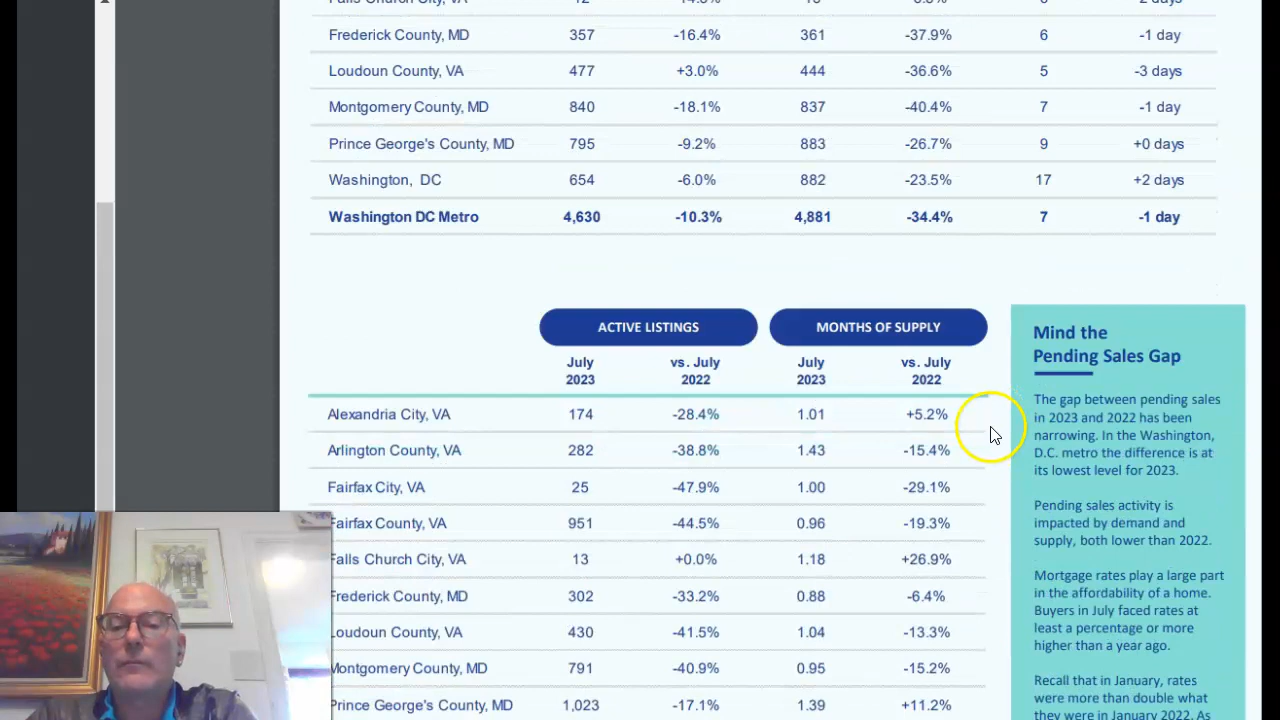 Frederick County, MD 357 -16.4% 361 -37.9% 6 -1 day
Loudoun County, VA 477 +3.0% 444 -36.6% 5 -3 days
Montgomery County, MD 840 -18.1% 837 -40.4% 7 -1 day
Prince George's County, MD 795 -9.2% 883 -26.7% 9 +0 days
Washington, DC 654 -6.0% 882 -23.5% 17 +2 days
Washington DC Metro 4,630 -10.3% 4,881 -34.4% 7 -1 day
ACTIVE LISTINGS MONTHS OF SUPPLY
July vs. July July vs. July
2023 2022 2023 2022
Alexandria City, VA 174 -28.4% 1.01 +5.2%
Arlington County, VA 282 -38.8% 1.43 -15.4%
Fairfax City, VA 25 -47.9% 1.00 -29.1%
Fairfax County, VA 951 -44.5% 0.96 -19.3%
Falls Church City, VA 13 +0.0% 1.18 +26.9%
Frederick County, MD 302 -33.2% 0.88 -6.4%
Loudoun County, VA 430 -41.5% 1.04 -13.3%
Montgomery County, MD 791 -40.9% 0.95 -15.2%
Prince George's County, MD 1,023 -17.1% 1.39 +11.2%
Mind the
Pending Sales Gap
The gap between pending sales
in 2023 and 2022 has been
narrowing. In the Washington,
D.C. metro the difference is at
its lowest level for 2023.
Pending sales activity is
impacted by demand and
supply, both lower than 2022.
Mortgage rates play a large part
in the affordability of a home.
Buyers in July faced rates at
least a percentage or more
higher than a year ago.
Recall that in January, rates
were more than double what
they were in January 2022. As